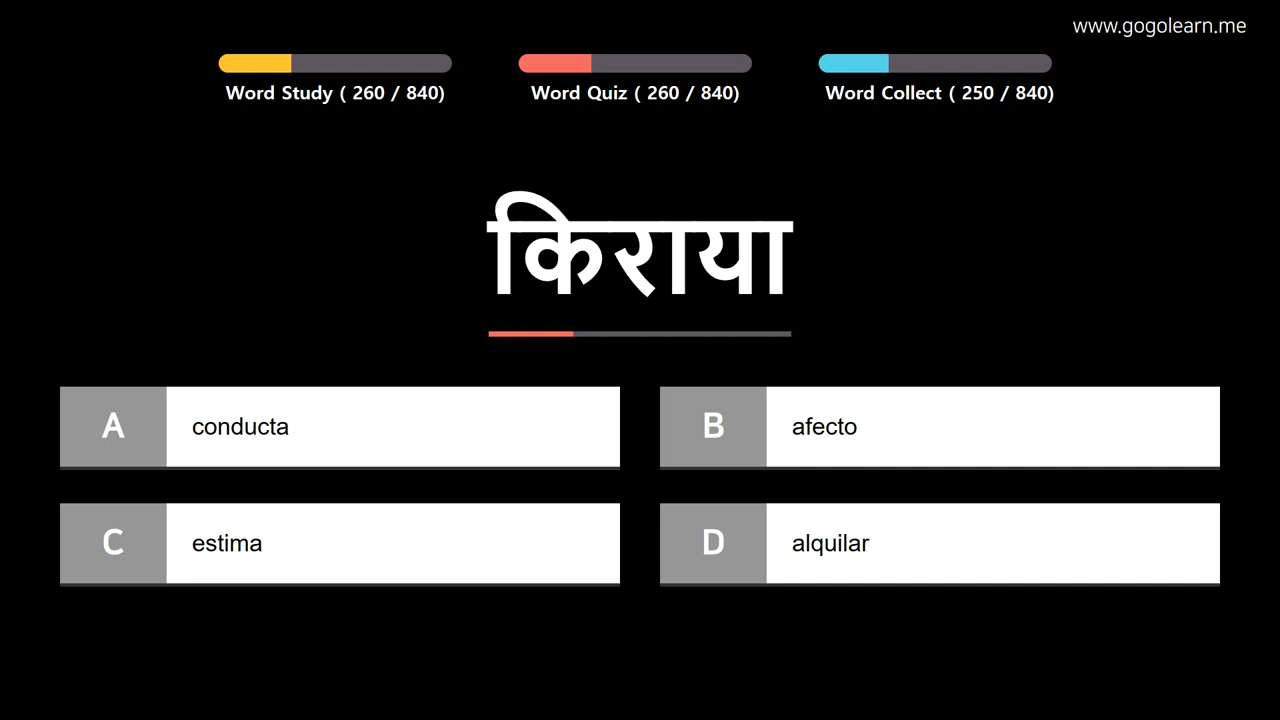 www.gogolearn.me
Word Study ( 260 / 840)
Word Quiz ( 260 / 840)
Word Collect ( 250 / 840)
किराया
A conducta
B afecto
C estima
D alquilar